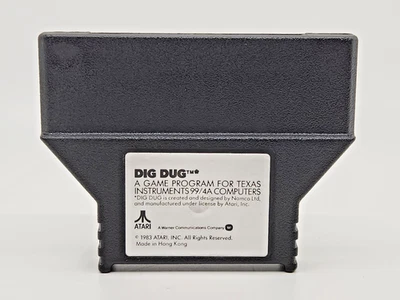 DIG DUG™*
A GAME PROGRAM FOR TEXAS
INSTRUMENTS 99/4A COMPUTERS
*DIG DUG is created and designed by Namco Ltd.
and manufactured under license by Atari, Inc.
ATARI
A Warner Communications Company
© 1983 ATARI, INC. All Rights Reserved.
Made in Hong Kong